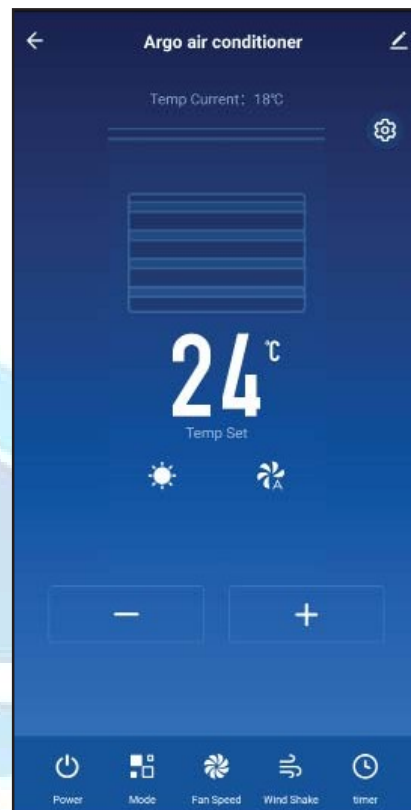 Argo air conditioner
Temp Current: 18℃
24 ℃
Temp Set
A
− +
Power Mode Fan Speed Wind Shake timer